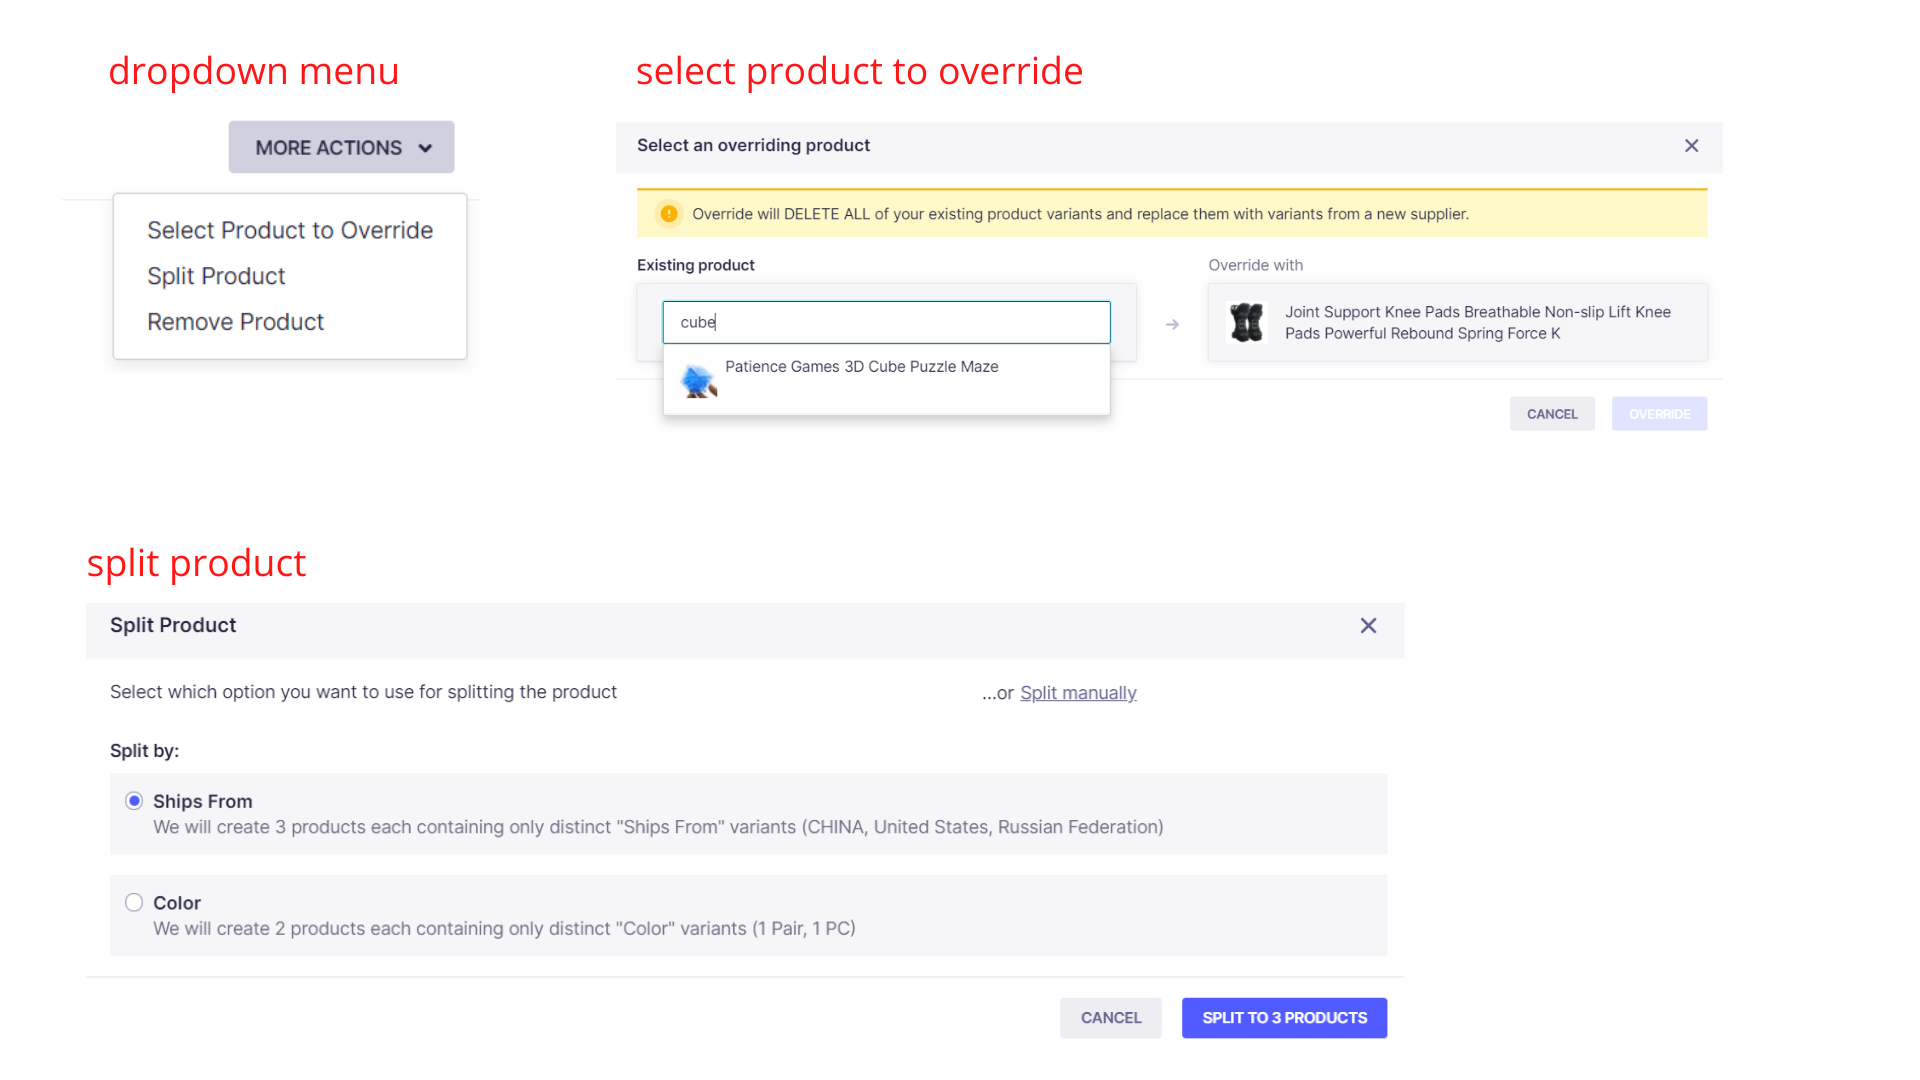 dropdown menu
MORE ACTIONS
Select Product to Override
Split Product
Remove Product
select product to override
Select an overriding product
Override will DELETE ALL of your existing product variants and replace them with variants from a new supplier.
Existing product
cube
Patience Games 3D Cube Puzzle Maze
Override with
Joint Support Knee Pads Breathable Non-slip Lift Knee
Pads Powerful Rebound Spring Force K
CANCEL
OVERRIDE
split product
Split Product
Select which option you want to use for splitting the product
...or Split manually
Split by:
Ships From
We will create 3 products each containing only distinct "Ships From" variants (CHINA, United States, Russian Federation)
Color
We will create 2 products each containing only distinct "Color" variants (1 Pair, 1 PC)
CANCEL
SPLIT TO 3 PRODUCTS